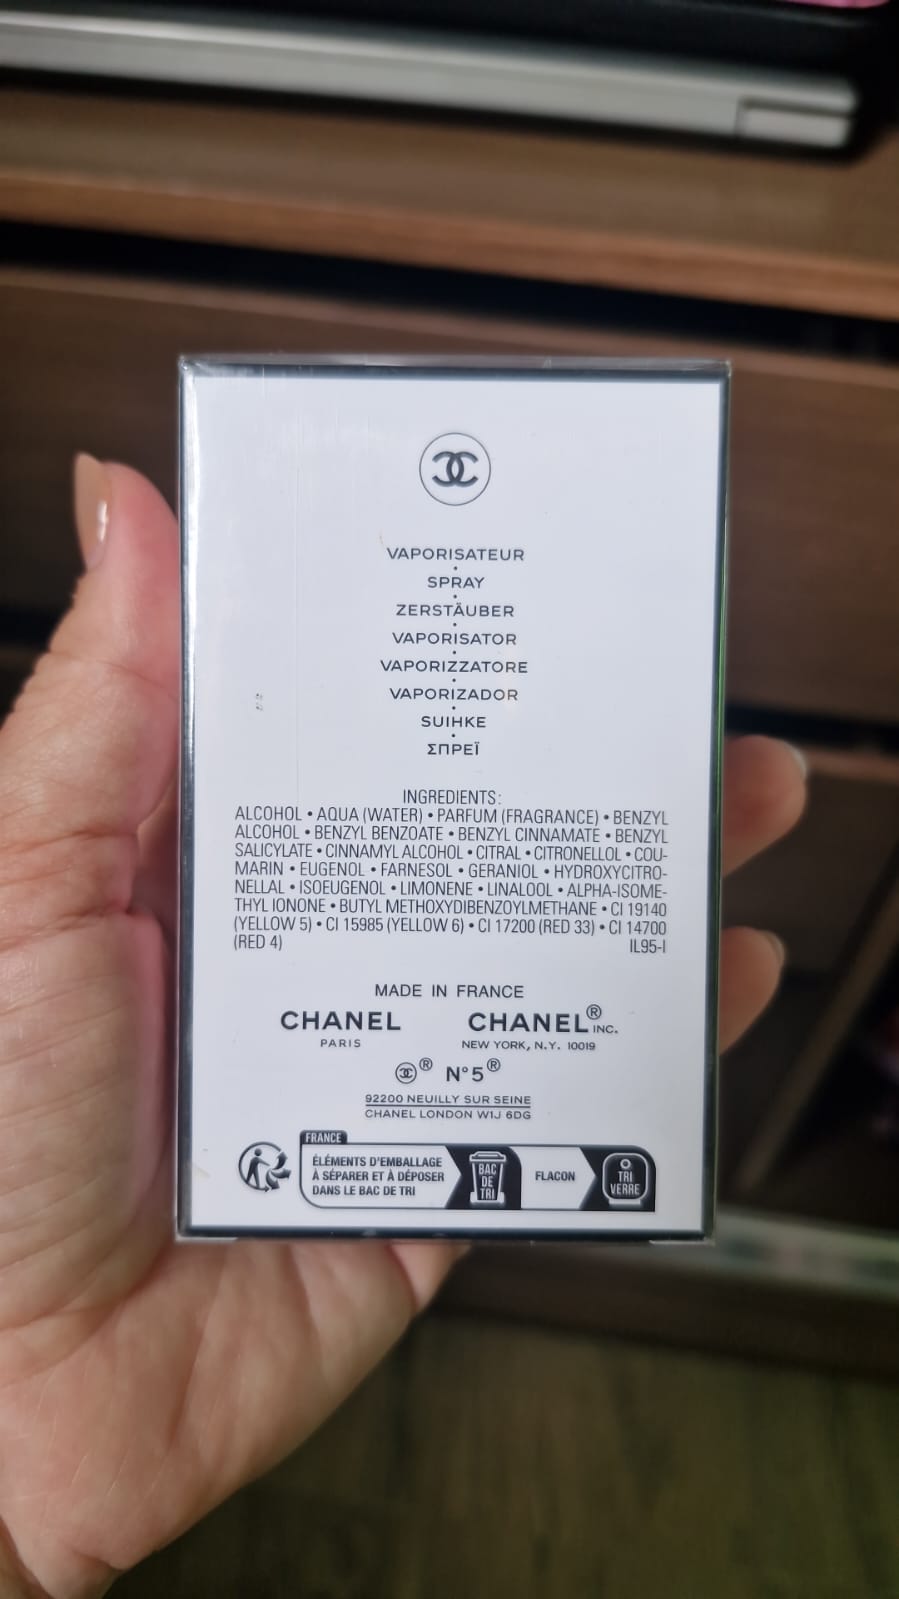 VAPORISATEUR
SPRAY
ZERSTÄUBER
VAPORISATOR
VAPORIZZATORE
VAPORIZADOR
SUIHKE
ΣΠΡΕΪ
INGREDIENTS:
ALCOHOL • AQUA (WATER) • PARFUM (FRAGRANCE) • BENZYL
ALCOHOL • BENZYL BENZOATE • BENZYL CINNAMATE • BENZYL
SALICYLATE • CINNAMYL ALCOHOL • CITRAL • CITRONELLOL • COU-
MARIN • EUGENOL • FARNESOL • GERANIOL • HYDROXYCITRO-
NELLAL • ISOEUGENOL • LIMONENE • LINALOOL • ALPHA-ISOME-
THYL IONONE • BUTYL METHOXYDIBENZOYLMETHANE • CI 19140
(YELLOW 5) • CI 15985 (YELLOW 6) • CI 17200 (RED 33) • CI 14700
(RED 4) IL95-I
MADE IN FRANCE
CHANEL CHANEL® INC.
PARIS NEW YORK, N.Y. 10019
® N°5®
92200 NEUILLY SUR SEINE
CHANEL LONDON W1J 6DG
FRANCE
ÉLÉMENTS D'EMBALLAGE
À SÉPARER ET À DÉPOSER
DANS LE BAC DE TRI
BAC
DE
TRI
FLACON
TRI
VERRE